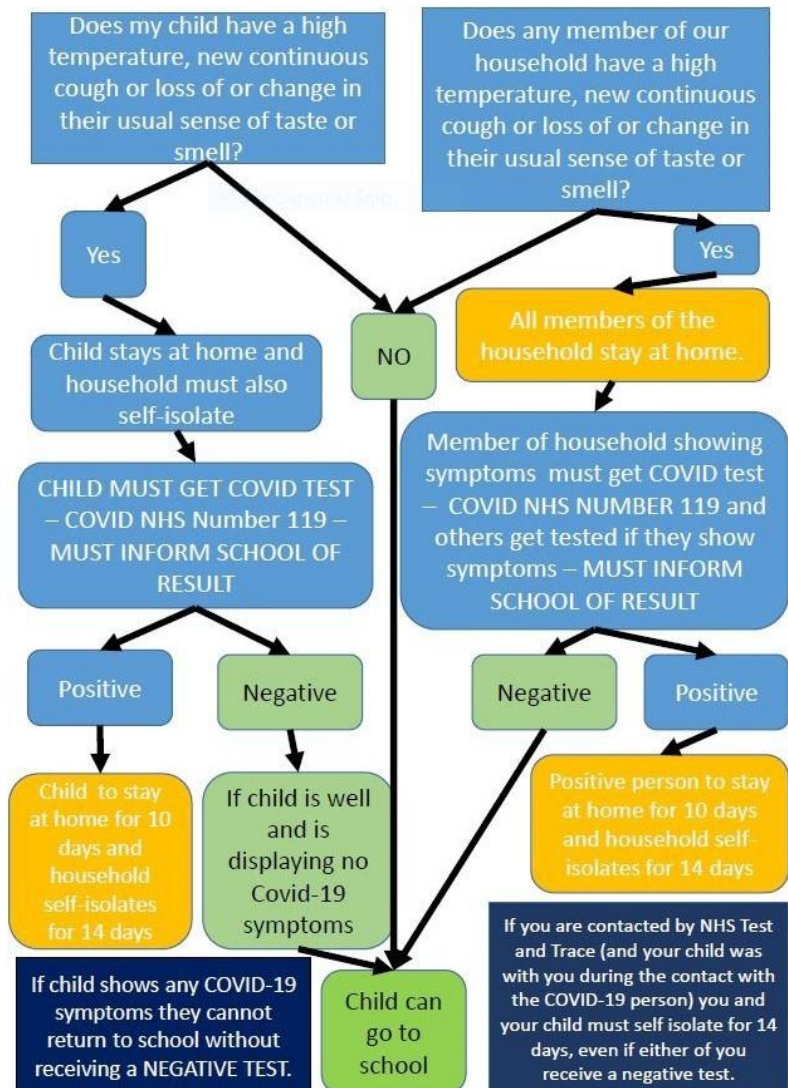 Does my child have a high
temperature, new continuous
cough or loss of or change in
their usual sense of taste or
smell?
Does any member of our
household have a high
temperature, new continuous
cough or loss of or change in
their usual sense of taste or
smell?
Yes
Yes
NO
Child stays at home and
household must also
self-isolate
All members of the
household stay at home.
CHILD MUST GET COVID TEST
– COVID NHS Number 119 –
MUST INFORM SCHOOL OF
RESULT
Member of household showing
symptoms must get COVID test
– COVID NHS NUMBER 119 and
others get tested if they show
symptoms – MUST INFORM
SCHOOL OF RESULT
Positive
Negative
Negative
Positive
Child to stay
at home for 10
days and
household
self-isolates
for 14 days
If child is well
and is
displaying no
Covid-19
symptoms
Positive person to stay
at home for 10 days
and household self-
isolates for 14 days
If child shows any COVID-19
symptoms they cannot
return to school without
receiving a NEGATIVE TEST.
Child can
go to
school
If you are contacted by NHS Test
and Trace (and your child was
with you during the contact with
the COVID-19 person) you and
your child must self isolate for 14
days, even if either of you
receive a negative test.